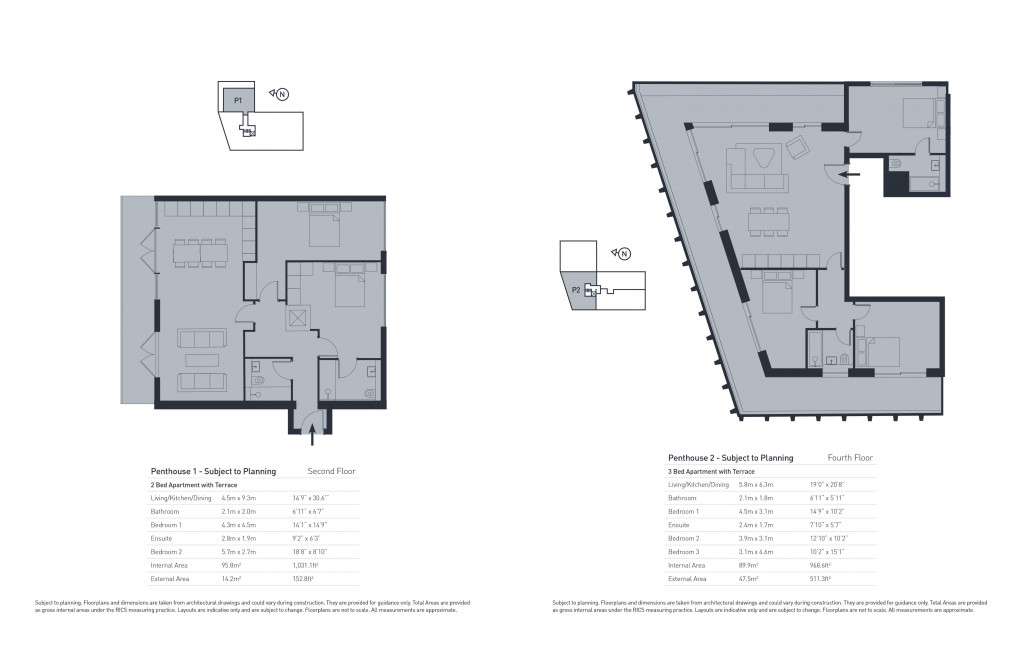 P1
N
Penthouse 1 - Subject to Planning Second Floor
2 Bed Apartment with Terrace
Living/Kitchen/Dining 4.5m x 9.3m 14'9" x 30.6'"
Bathroom 2.1m x 2.0m 6'11" x 6'7"
Bedroom 1 4.3m x 4.5m 14'1" x 14'9"
Ensuite 2.8m x 1.9m 9'2" x 6'3"
Bedroom 2 5.7m x 2.7m 18'8" x 8'10"
Internal Area 95.8m² 1,031.1ft²
External Area 14.2m² 152.8ft²
Subject to planning. Floorplans and dimensions are taken from architectural drawings and could vary during construction. They are provided for guidance only. Total Areas are provided
as gross internal areas under the RICS measuring practice. Layouts are indicative only and are subject to change. Floorplans are not to scale. All measurements are approximate.
P2
N
Penthouse 2 - Subject to Planning Fourth Floor
3 Bed Apartment with Terrace
Living/Kitchen/Dining 5.8m x 6.3m 19'0" x 20'8"
Bathroom 2.1m x 1.8m 6'11" x 5'11"
Bedroom 1 4.5m x 3.1m 14'9" x 10'2"
Ensuite 2.4m x 1.7m 7'10" x 5'7"
Bedroom 2 3.9m x 3.1m 12'10" x 10'2"
Bedroom 3 3.1m x 4.6m 10'2" x 15'1"
Internal Area 89.9m² 968.6ft²
External Area 47.5m² 511.3ft²
Subject to planning. Floorplans and dimensions are taken from architectural drawings and could vary during construction. They are provided for guidance only. Total Areas are provided
as gross internal areas under the RICS measuring practice. Layouts are indicative only and are subject to change. Floorplans are not to scale. All measurements are approximate.